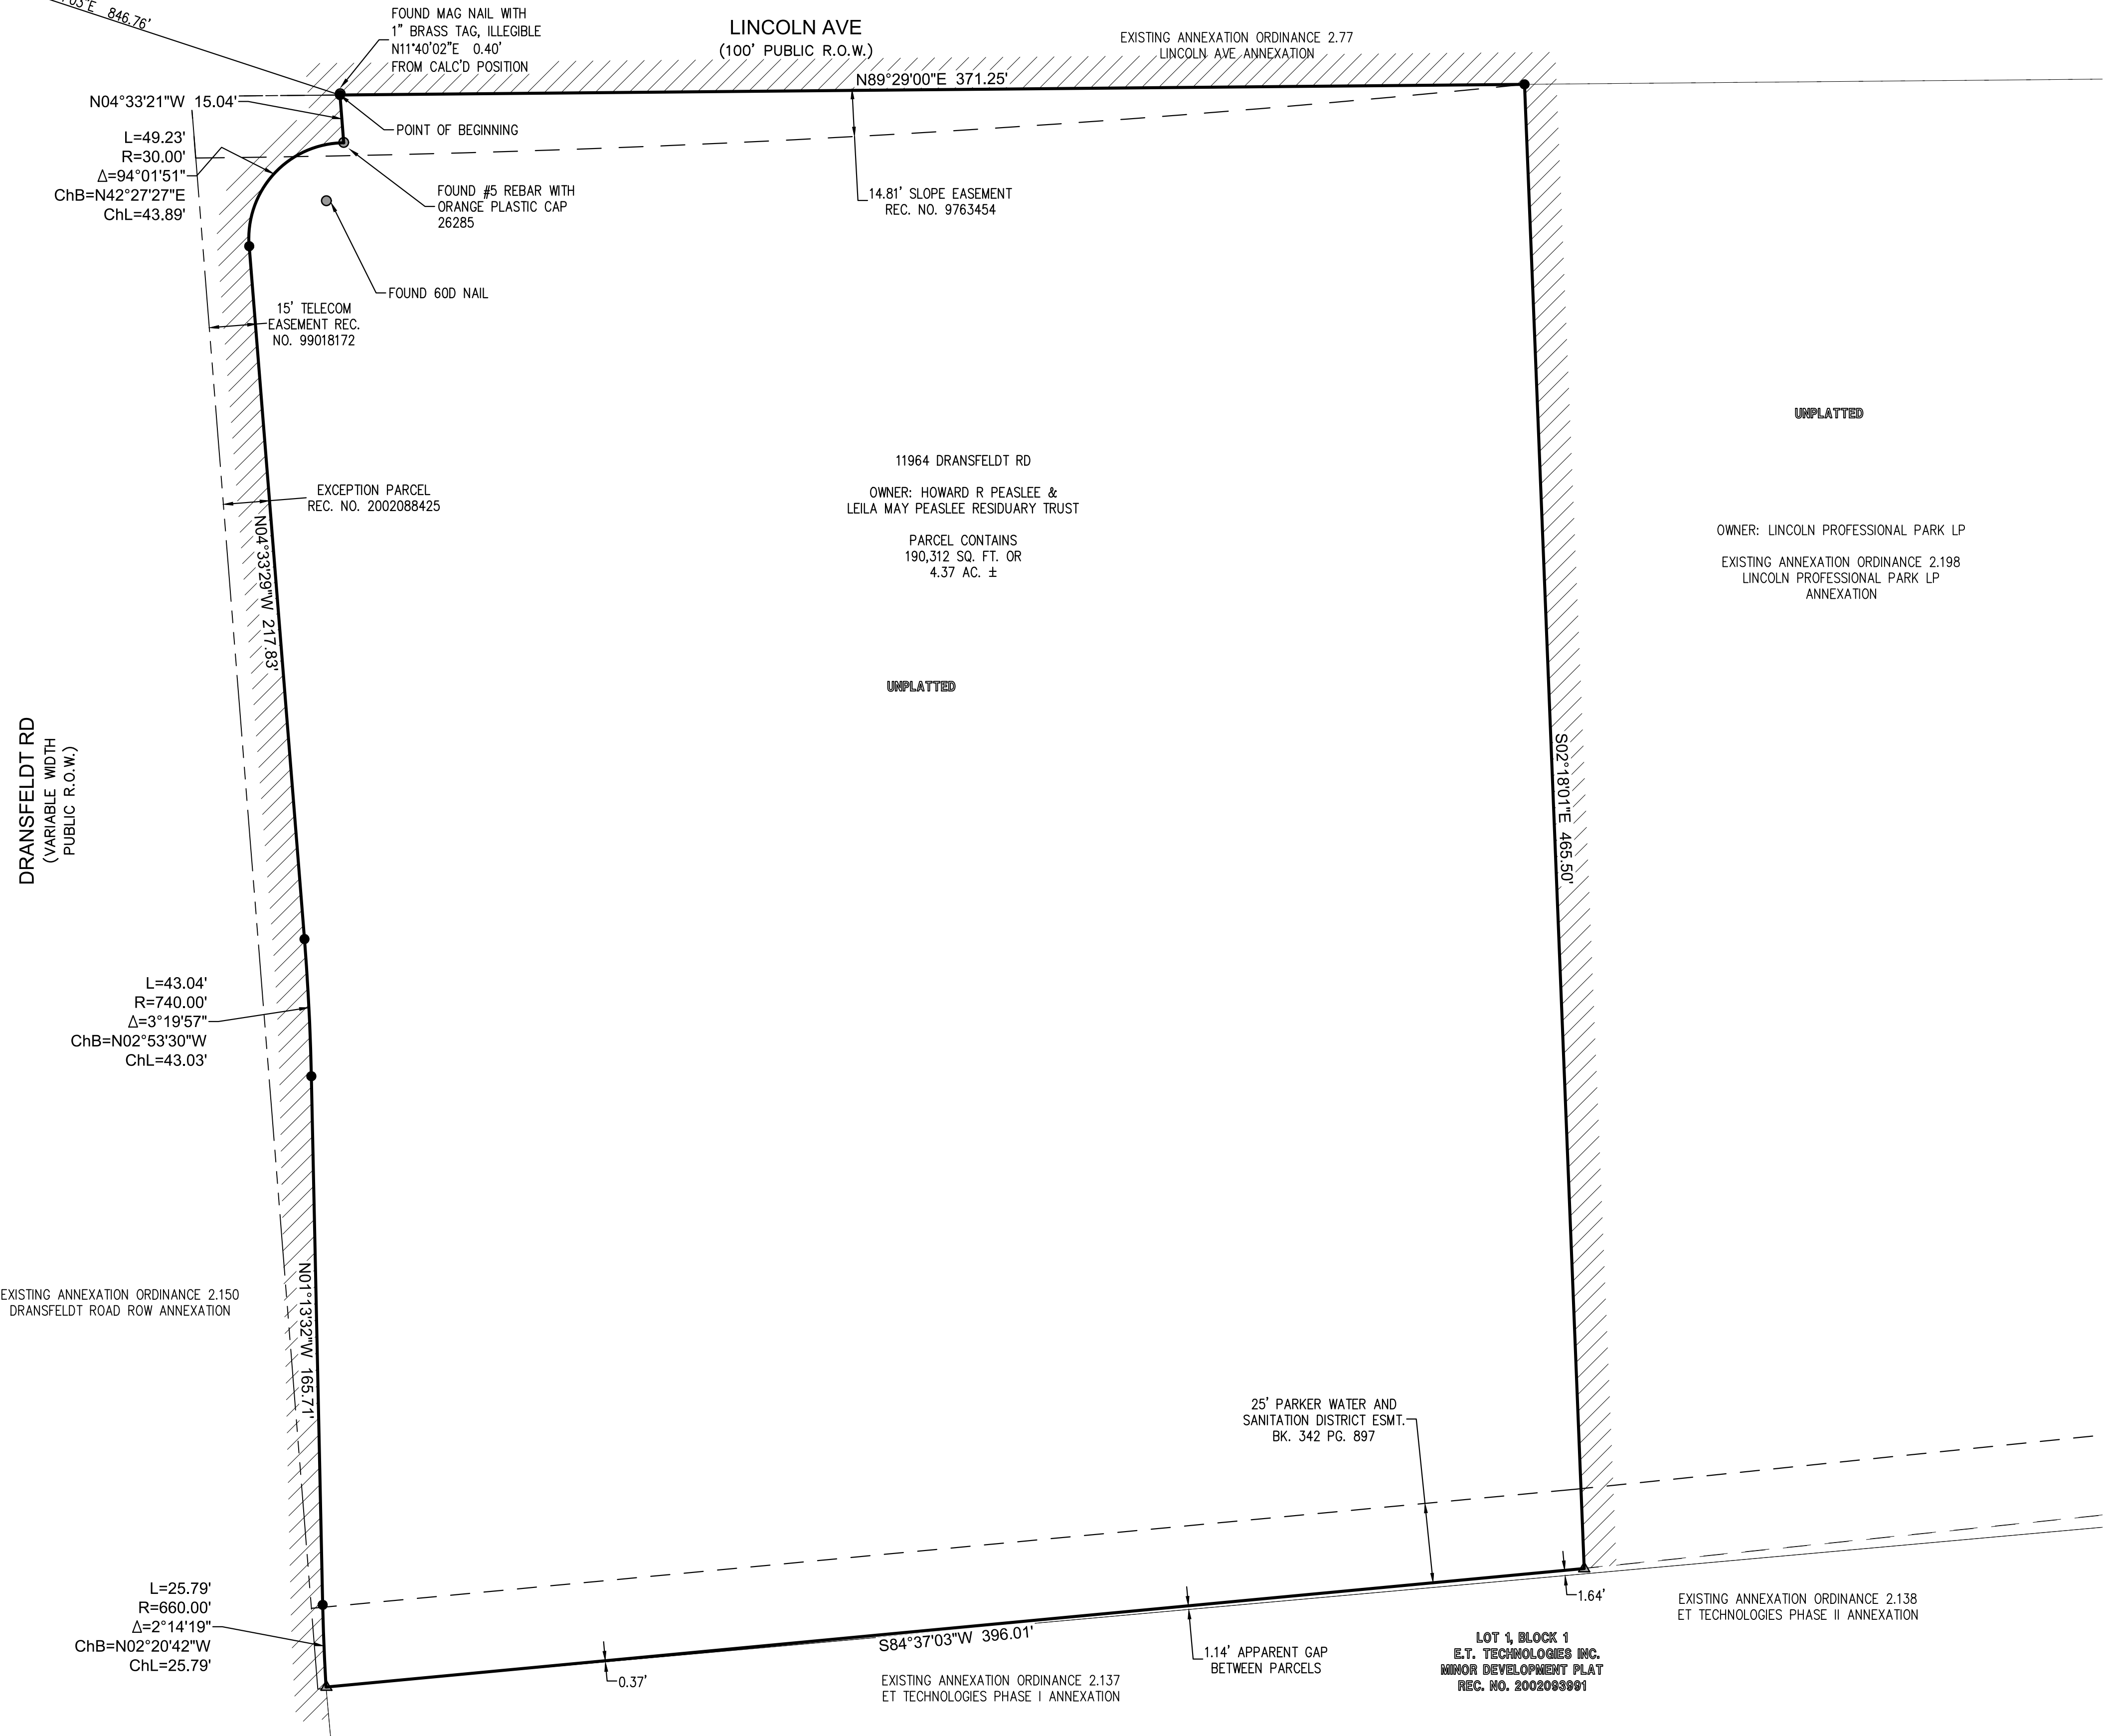 846.76'
FOUND MAG NAIL WITH
1" BRASS TAG, ILLEGIBLE
N11°40'02"E 0.40'
FROM CALC'D POSITION
LINCOLN AVE
(100' PUBLIC R.O.W.)
EXISTING ANNEXATION ORDINANCE 2.77
LINCOLN AVE ANNEXATION
N89°29'00"E 371.25'
N04°33'21"W 15.04'
POINT OF BEGINNING
L=49.23'
R=30.00'
Δ=94°01'51"
ChB=N42°27'27"E
ChL=43.89'
FOUND #5 REBAR WITH
ORANGE PLASTIC CAP
26285
14.81' SLOPE EASEMENT
REC. NO. 9763454
FOUND 60D NAIL
15' TELECOM
EASEMENT REC.
NO. 99018172
UNPLATTED
11964 DRANSFELDT RD
OWNER: HOWARD R PEASLEE &
LEILA MAY PEASLEE RESIDUARY TRUST
PARCEL CONTAINS
190,312 SQ. FT. OR
4.37 AC. ±
EXCEPTION PARCEL
REC. NO. 2002088425
N04°33'29"W 217.83'
OWNER: LINCOLN PROFESSIONAL PARK LP
EXISTING ANNEXATION ORDINANCE 2.198
LINCOLN PROFESSIONAL PARK LP
ANNEXATION
UNPLATTED
DRANSFELDT RD
(VARIABLE WIDTH
PUBLIC R.O.W.)
S02°18'01"E 465.50'
L=43.04'
R=740.00'
Δ=3°19'57"
ChB=N02°53'30"W
ChL=43.03'
EXISTING ANNEXATION ORDINANCE 2.150
DRANSFELDT ROAD ROW ANNEXATION
N01°13'32"W 165.71'
25' PARKER WATER AND
SANITATION DISTRICT ESMT.
BK. 342 PG. 897
L=25.79'
R=660.00'
Δ=2°14'19"
ChB=N02°20'42"W
ChL=25.79'
1.64'
EXISTING ANNEXATION ORDINANCE 2.138
ET TECHNOLOGIES PHASE II ANNEXATION
S84°37'03"W 396.01'
1.14' APPARENT GAP
BETWEEN PARCELS
LOT 1, BLOCK 1
E.T. TECHNOLOGIES INC.
MINOR DEVELOPMENT PLAT
REC. NO. 2002093991
0.37'
EXISTING ANNEXATION ORDINANCE 2.137
ET TECHNOLOGIES PHASE I ANNEXATION